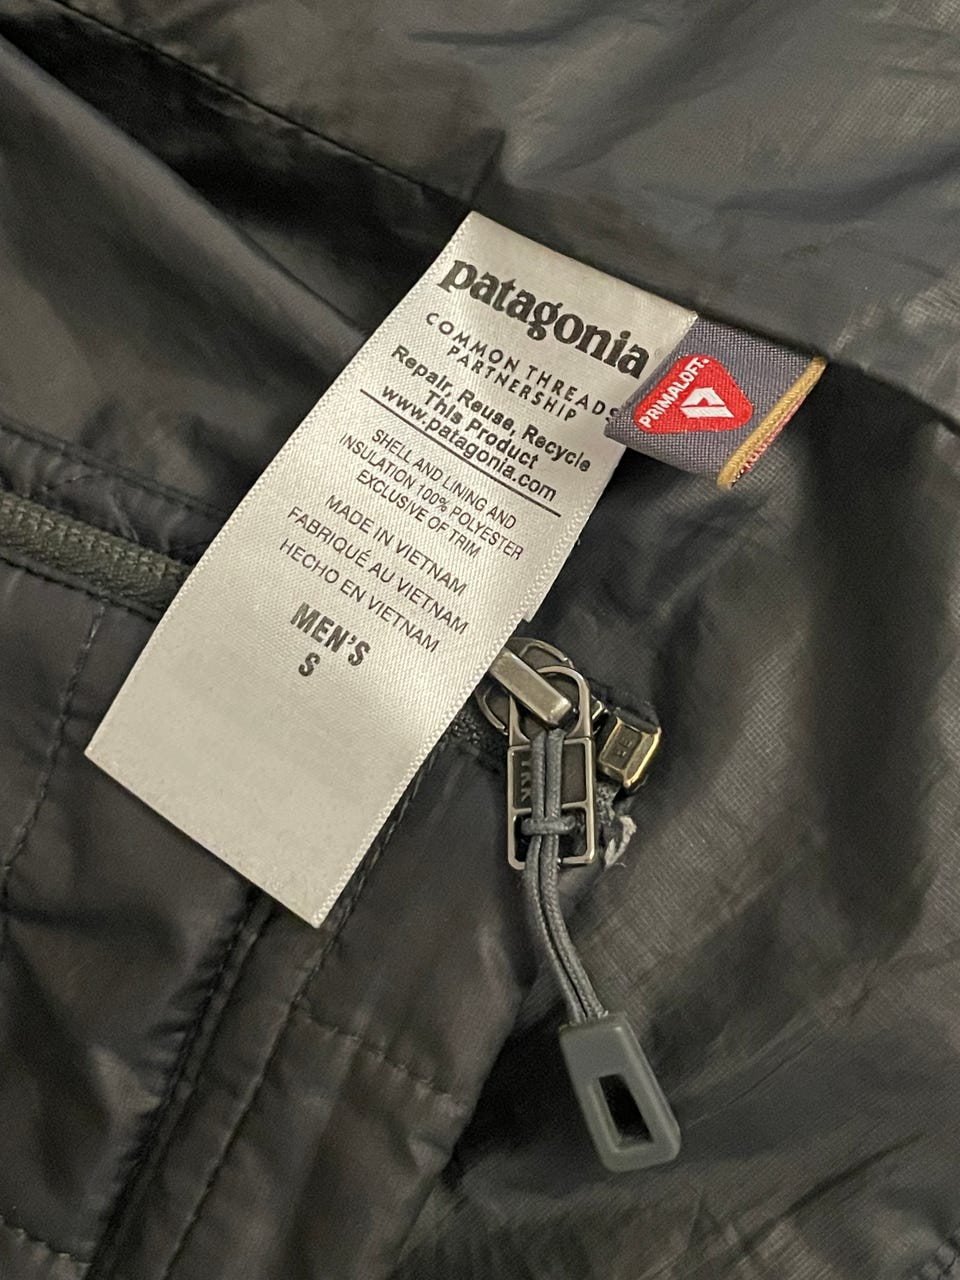 patagonia
COMMON THREADS
PARTNERSHIP
Repair, Reuse, Recycle
This Product
www.patagonia.com
SHELL AND LINING AND
INSULATION 100% POLYESTER
EXCLUSIVE OF TRIM
MADE IN VIETNAM
FABRIQUÉ AU VIETNAM
HECHO EN VIETNAM
MEN'S
S
PRIMALOFT
YKK